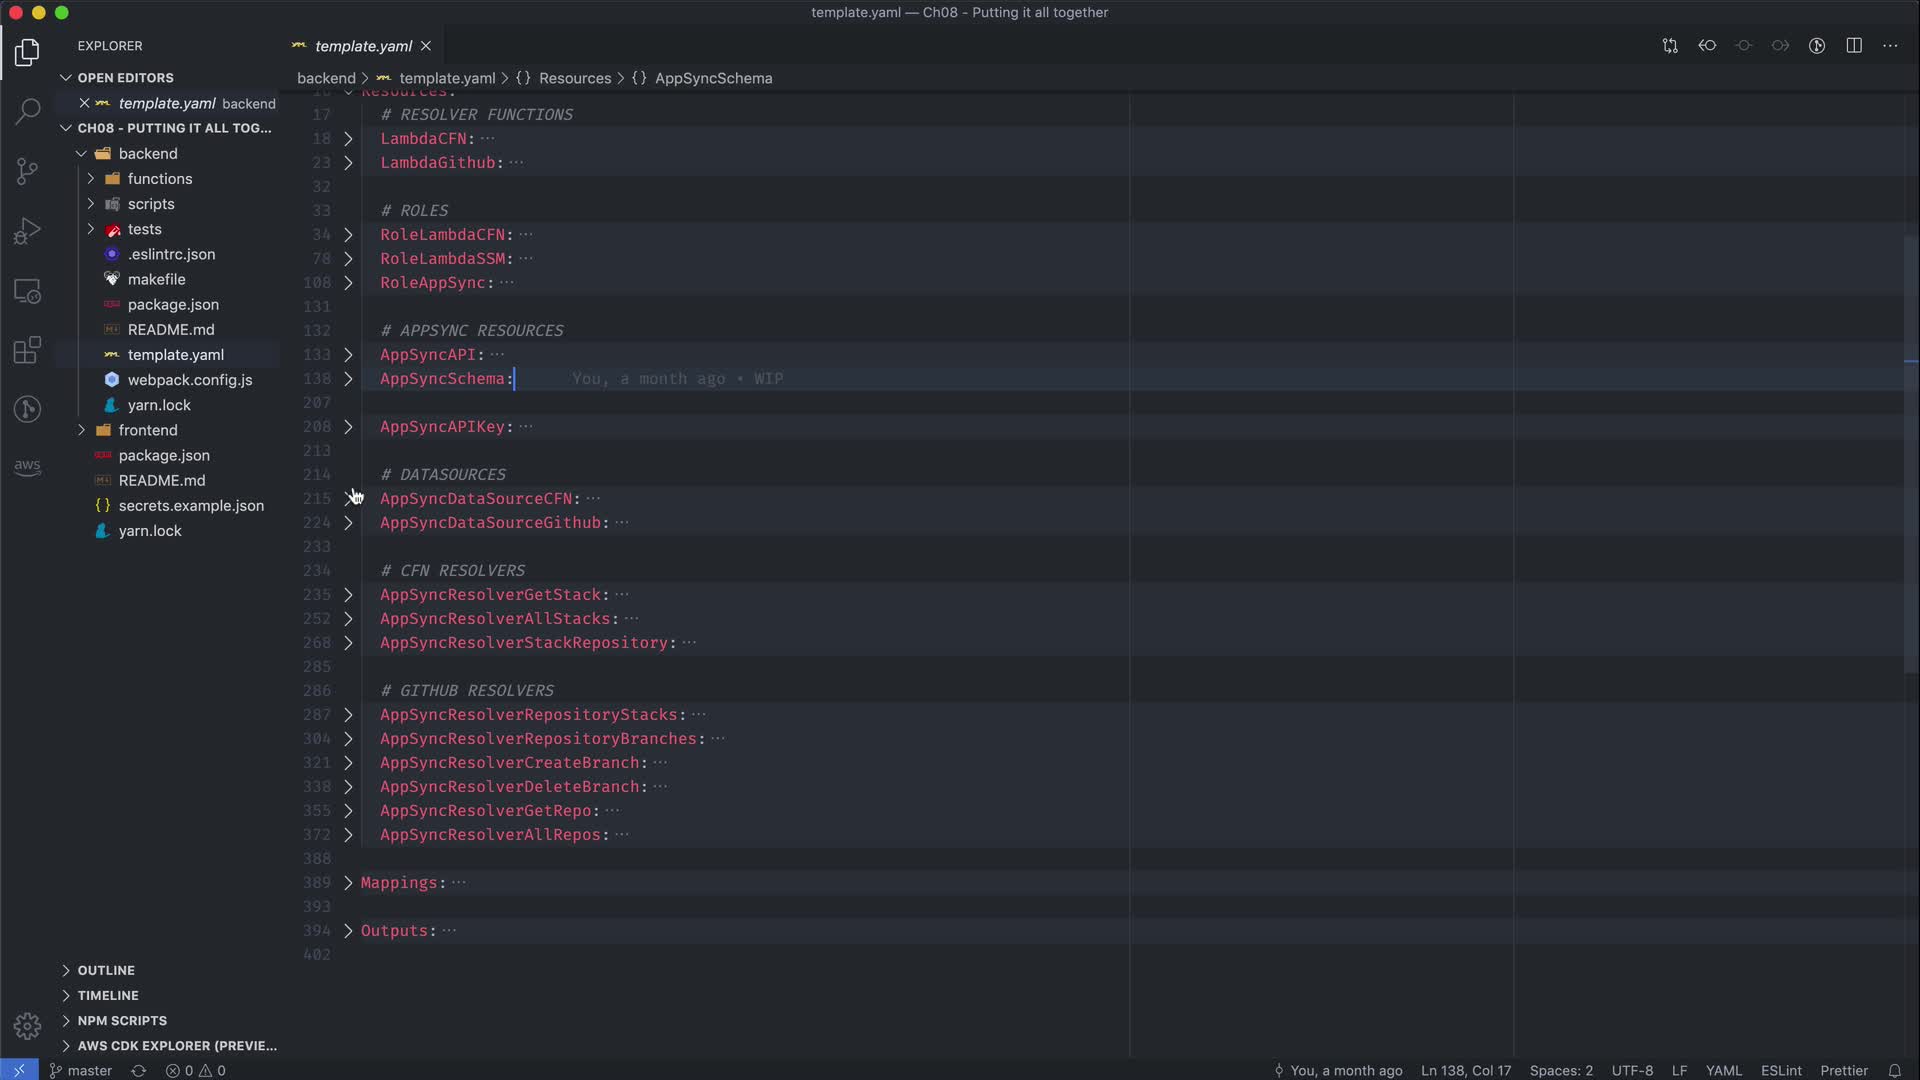 template.yaml — Ch08 - Putting it all together
EXPLORER
OPEN EDITORS
template.yaml backend
CH08 - PUTTING IT ALL TOG...
backend
functions
scripts
tests
.eslintrc.json
makefile
package.json
README.md
template.yaml
webpack.config.js
yarn.lock
frontend
package.json
README.md
secrets.example.json
yarn.lock
OUTLINE
TIMELINE
NPM SCRIPTS
AWS CDK EXPLORER (PREVIE...
aws
template.yaml
backend > template.yaml > {} Resources > {} AppSyncSchema
16 Resources:
17 # RESOLVER FUNCTIONS
18 LambdaCFN: ···
23 LambdaGithub: ···
32
33 # ROLES
34 RoleLambdaCFN: ···
78 RoleLambdaSSM: ···
108 RoleAppSync: ···
131
132 # APPSYNC RESOURCES
133 AppSyncAPI: ···
138 AppSyncSchema: You, a month ago • WIP
207
208 AppSyncAPIKey: ···
213
214 # DATASOURCES
215 AppSyncDataSourceCFN: ···
224 AppSyncDataSourceGithub: ···
233
234 # CFN RESOLVERS
235 AppSyncResolverGetStack: ···
252 AppSyncResolverAllStacks: ···
268 AppSyncResolverStackRepository: ···
285
286 # GITHUB RESOLVERS
287 AppSyncResolverRepositoryStacks: ···
304 AppSyncResolverRepositoryBranches: ···
321 AppSyncResolverCreateBranch: ···
338 AppSyncResolverDeleteBranch: ···
355 AppSyncResolverGetRepo: ···
372 AppSyncResolverAllRepos: ···
388
389 Mappings: ···
393
394 Outputs: ···
402
master 0 0 You, a month ago Ln 138, Col 17 Spaces: 2 UTF-8 LF YAML ESLint Prettier